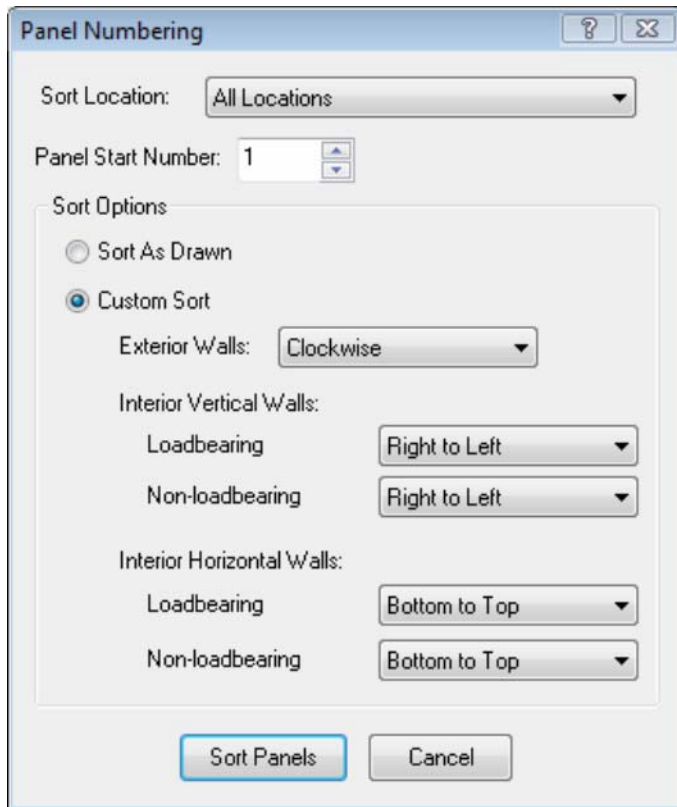 Panel Numbering
Sort Location: All Locations
Panel Start Number: 1
Sort Options
Sort As Drawn
Custom Sort
Exterior Walls: Clockwise
Interior Vertical Walls:
Loadbearing Right to Left
Non-loadbearing Right to Left
Interior Horizontal Walls:
Loadbearing Bottom to Top
Non-loadbearing Bottom to Top
Sort Panels Cancel